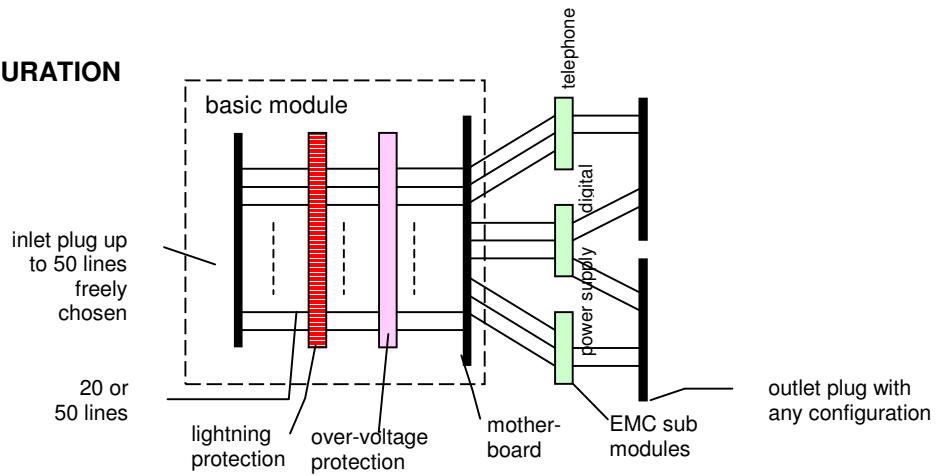 URATION
basic module
telephone
digital
power supply
inlet plug up
to 50 lines
freely
chosen
20 or
50 lines
lightning
protection
over-voltage
protection
mother-
board
EMC sub
modules
outlet plug with
any configuration